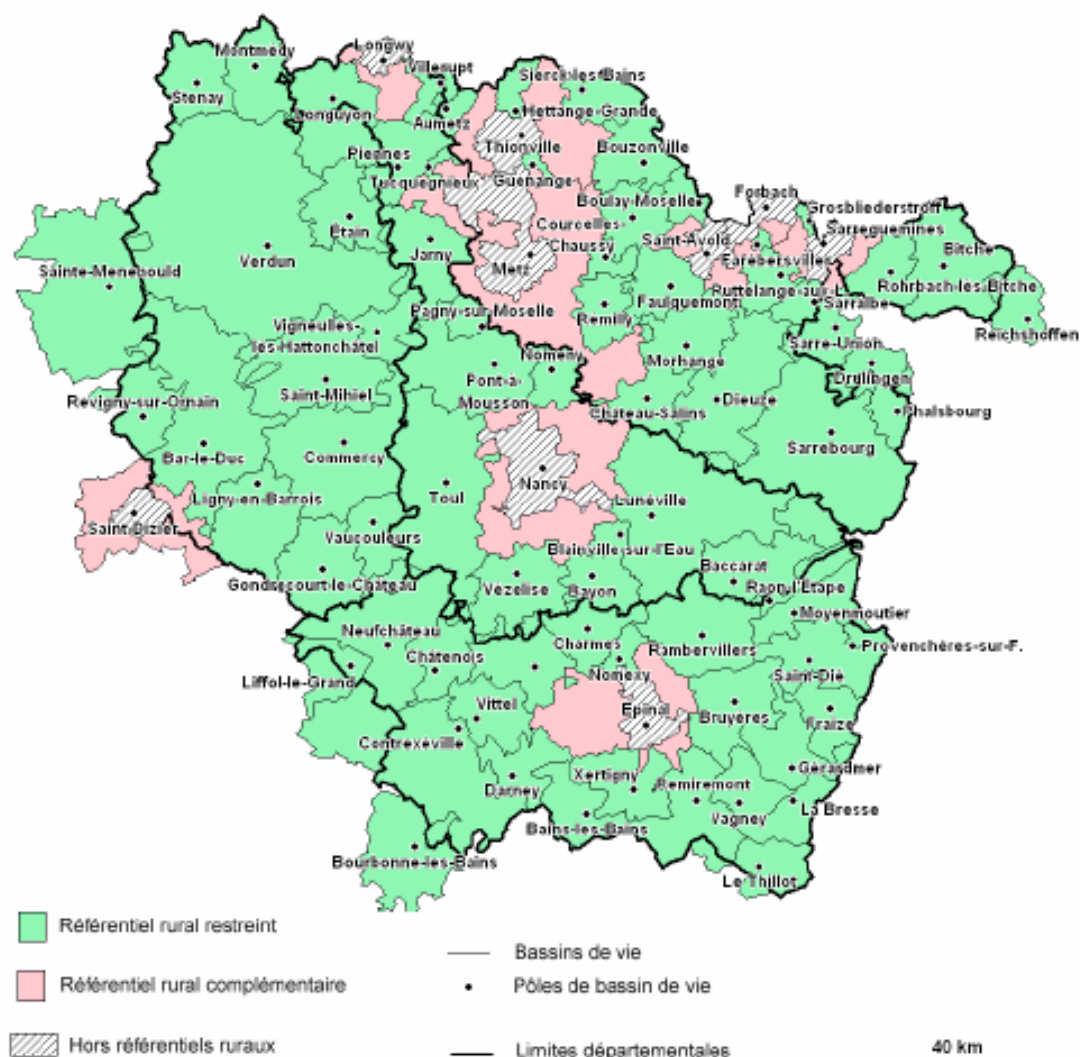 Longwy
Montmédy
Villerupt
Sierck-les-Bains
Stenay
Longuyon
Hettange-Grande
Aumetz
Thionville
Bouzonville
Piennes
Tucquegnieux
Guénange
Forbach
Boulay-Moselle
Grosbliederstroff
Étain
Courcelles-
Chaussy
Saint-Avold
Sarreguemines
Jarny
Bitche
Verdun
Metz
Farébersviller
Sainte-Menehould
Rohrbach-lès-Bitche
Faulquemont
Puttelange-aux-L.
Sarralbe
Pagny-sur-Moselle
Rémilly
Reichshoffen
Vigneulles-
lès-Hattonchâtel
Sarre-Union
Nomeny
Morhange
Pont-à-
Mousson
Drulingen
Saint-Mihiel
Revigny-sur-Ornain
Château-Salins
Dieuze
Phalsbourg
Sarrebourg
Bar-le-Duc
Commercy
Nancy
Toul
Ligny-en-Barrois
Lunéville
Saint-Dizier
Vaucouleurs
Blainville-sur-l'Eau
Baccarat
Gondrecourt-le-Château
Vézelise
Bayon
Raon-l'Étape
Moyenmoutier
Neufchâteau
Charmes
Rambervillers
Provenchères-sur-F.
Châtenois
Liffol-le-Grand
Nomexy
Saint-Dié
Vittel
Epinal
Bruyères
Fraize
Contrexéville
Gérardmer
Xertigny
Darney
Remiremont
La Bresse
Vagney
Bains-les-Bains
Bourbonne-les-Bains
Le Thillot
Référentiel rural restreint
Bassins de vie
Référentiel rural complémentaire
Pôles de bassin de vie
Hors référentiels ruraux
Limites départementales
40 km